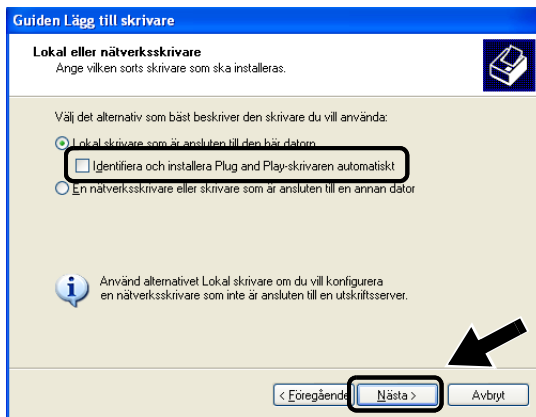 Guiden Lägg till skrivare
Lokal eller nätverksskrivare
Ange vilken sorts skrivare som ska installeras.
Välj det alternativ som bäst beskriver den skrivare du vill använda:
Lokal skrivare som är ansluten till den här datorn
Identifiera och installera Plug and Play-skrivaren automatiskt
En nätverksskrivare eller skrivare som är ansluten till en annan dator
Använd alternativet Lokal skrivare om du vill konfigurera
en nätverksskrivare som inte är ansluten till en utskriftsserver.
< Föregående Nästa > Avbryt